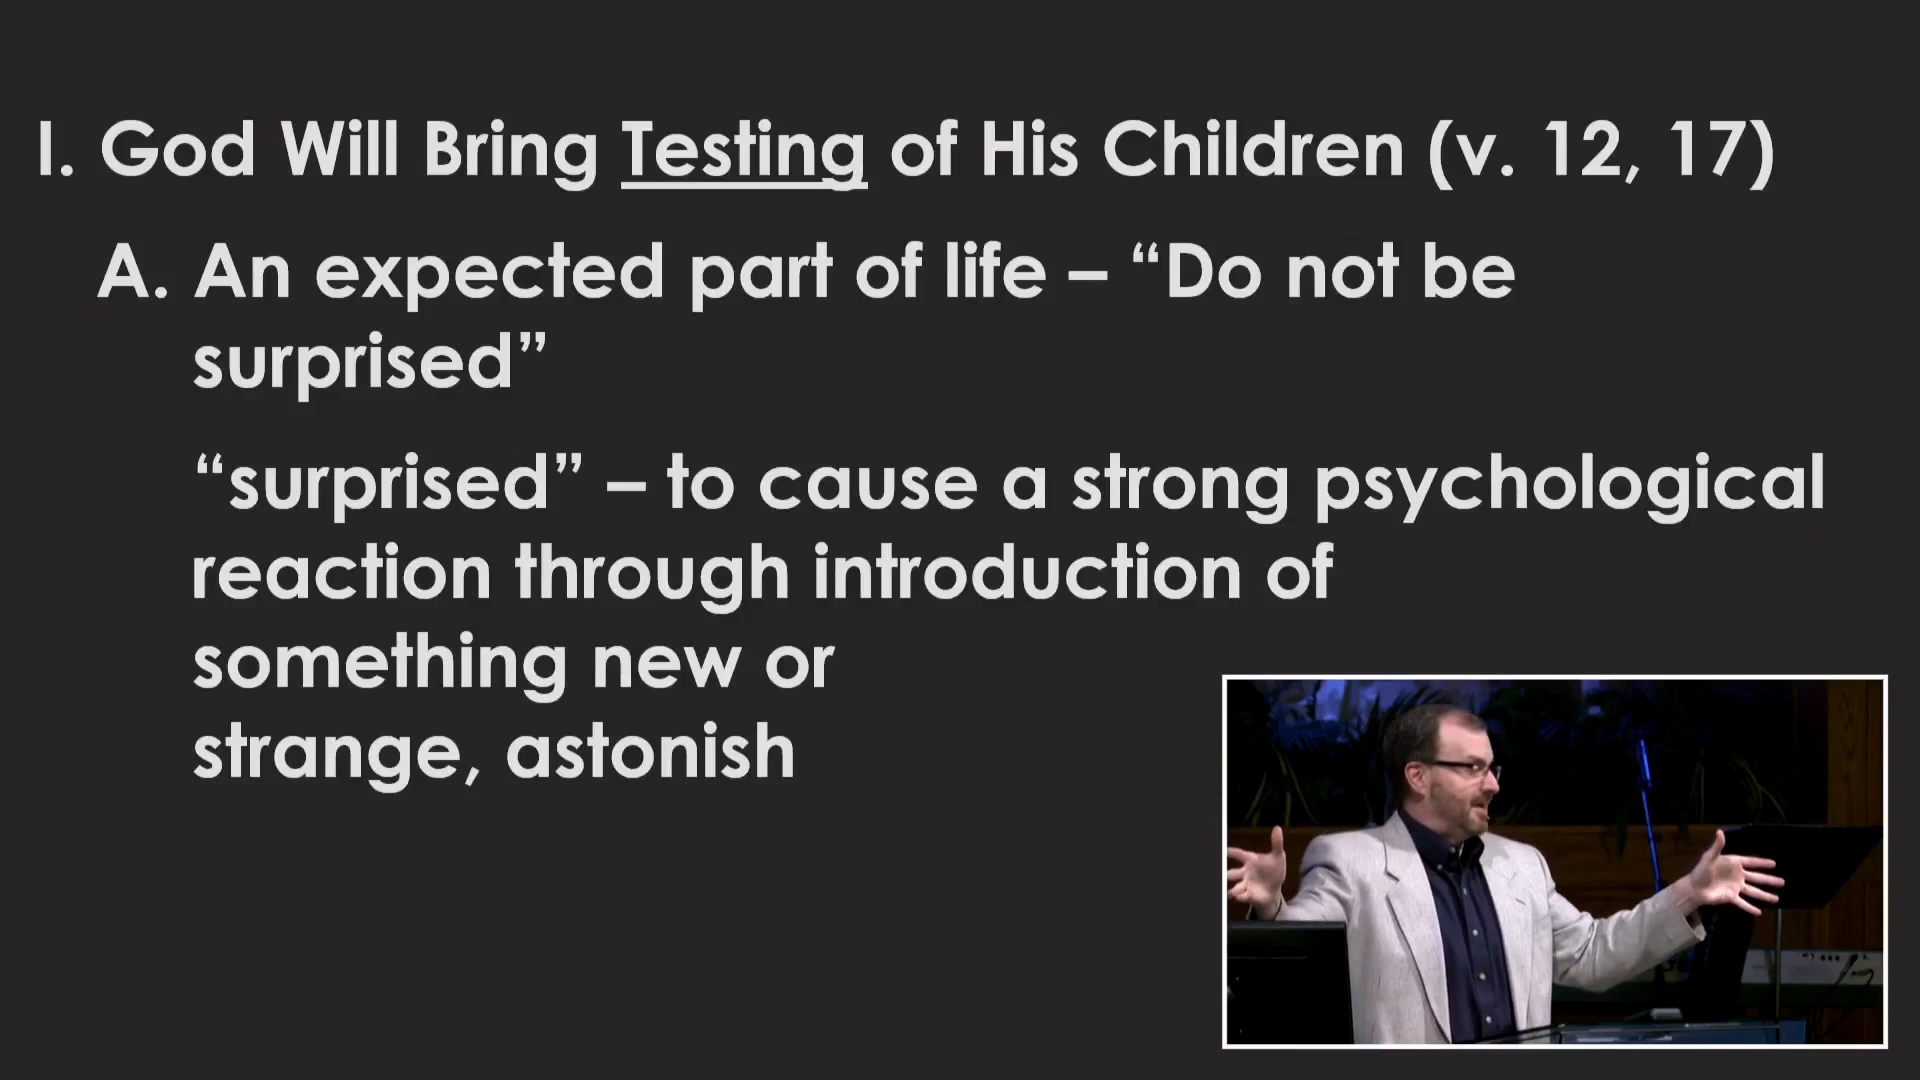 I. God Will Bring Testing of His Children (v. 12, 17)
A. An expected part of life – “Do not be
surprised”
“surprised” – to cause a strong psychological
reaction through introduction of
something new or
strange, astonish